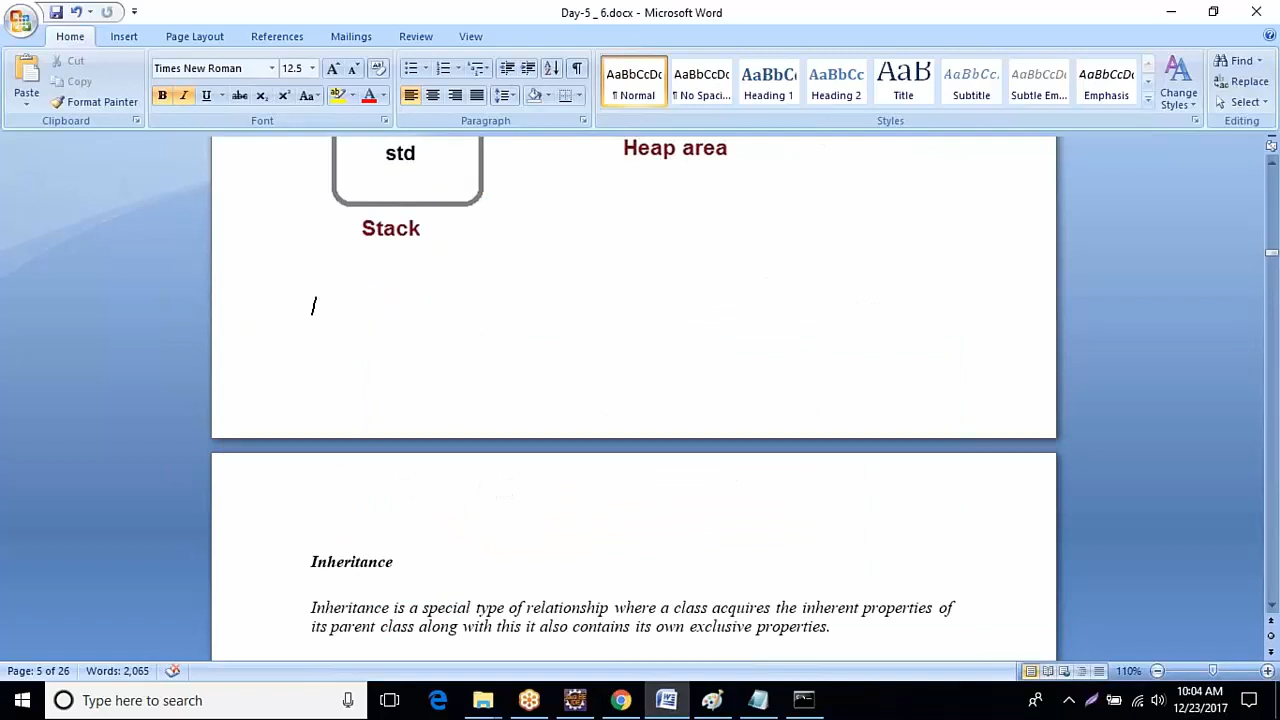 Day-5 _ 6.docx - Microsoft Word
Home Insert Page Layout References Mailings Review View
Paste
Cut
Copy
Format Painter
Clipboard
Times New Roman 12.5
Font
Paragraph
AaBbCcDc AaBbCcDc AaBbC AaBbCc AaB AaBbCc. AaBbCcDc AaBbCcDc
¶ Normal ¶ No Spaci... Heading 1 Heading 2 Title Subtitle Subtle Em... Emphasis
Styles
Change Styles
Find
Replace
Select
Editing
std
Heap area
Stack
Inheritance
Inheritance is a special type of relationship where a class acquires the inherent properties of
its parent class along with this it also contains its own exclusive properties.
Page: 5 of 26 Words: 2,065 110%
Type here to search
10:04 AM
12/23/2017